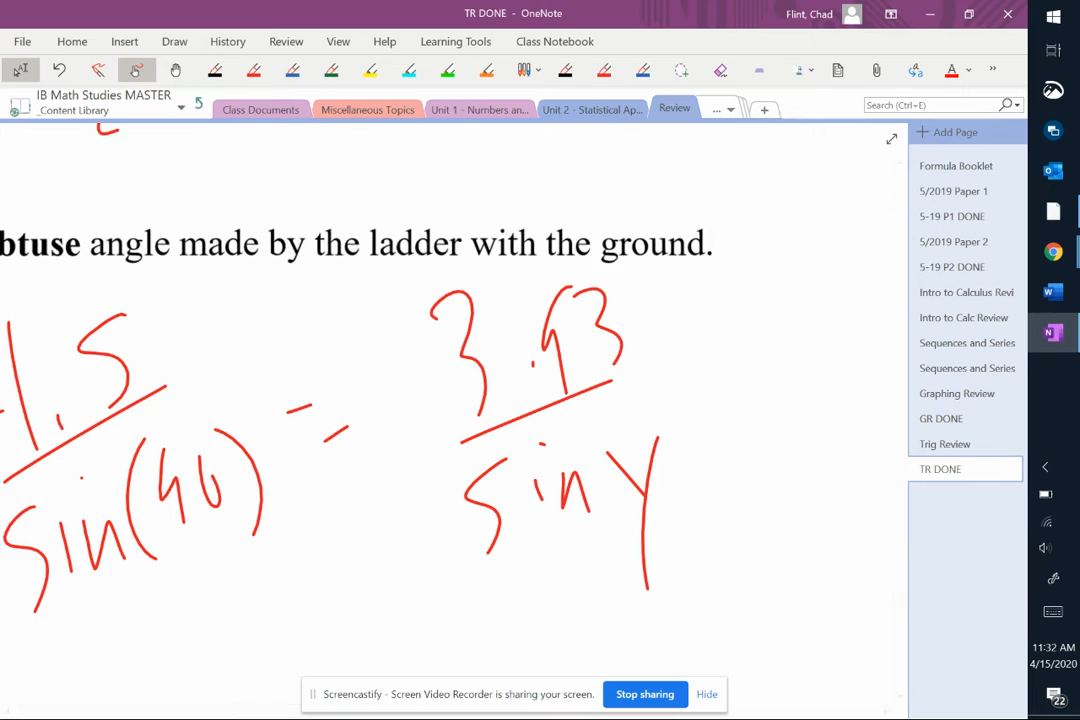 TR DONE - OneNote
Flint, Chad
File Home Insert Draw History Review View Help Learning Tools Class Notebook
IB Math Studies MASTER
_Content Library
Class Documents Miscellaneous Topics Unit 1 - Numbers an... Unit 2 - Statistical Ap... Review ... +
Search (Ctrl+E)
+ Add Page
Formula Booklet
5/2019 Paper 1
5-19 P1 DONE
5/2019 Paper 2
5-19 P2 DONE
Intro to Calculus Revi
Intro to Calc Review
Sequences and Series
Sequences and Series
Graphing Review
GR DONE
Trig Review
TR DONE
btuse angle made by the ladder with the ground.
1.5 = 3.93
sin(40) sin Y
Screencastify - Screen Video Recorder is sharing your screen. Stop sharing Hide
11:32 AM
4/15/2020
22